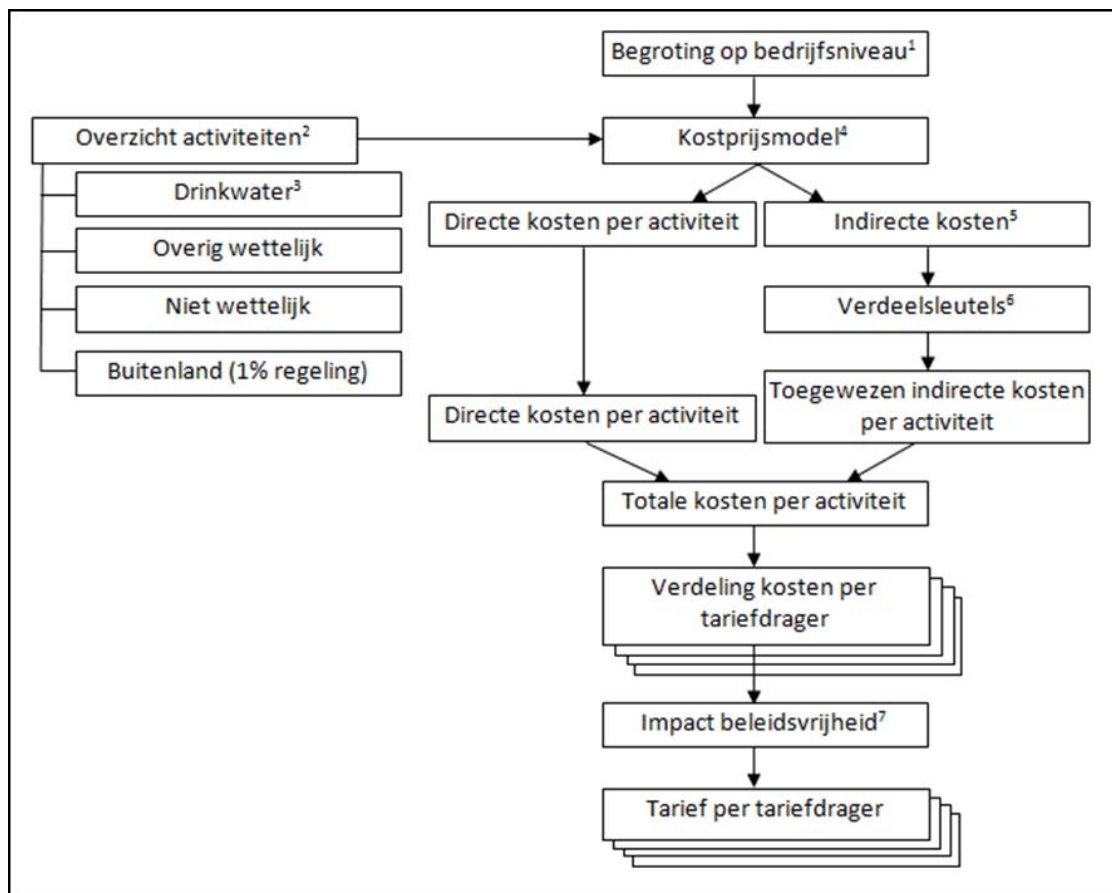 Begroting op bedrijfsniveau¹
Overzicht activiteiten²
Kostprijsmodel⁴
Drinkwater³
Overig wettelijk
Niet wettelijk
Buitenland (1% regeling)
Directe kosten per activiteit
Indirecte kosten⁵
Verdeelsleutels⁶
Directe kosten per activiteit
Toegewezen indirecte kosten
per activiteit
Totale kosten per activiteit
Verdeling kosten per
tariefdrager
Impact beleidsvrijheid⁷
Tarief per tariefdrager